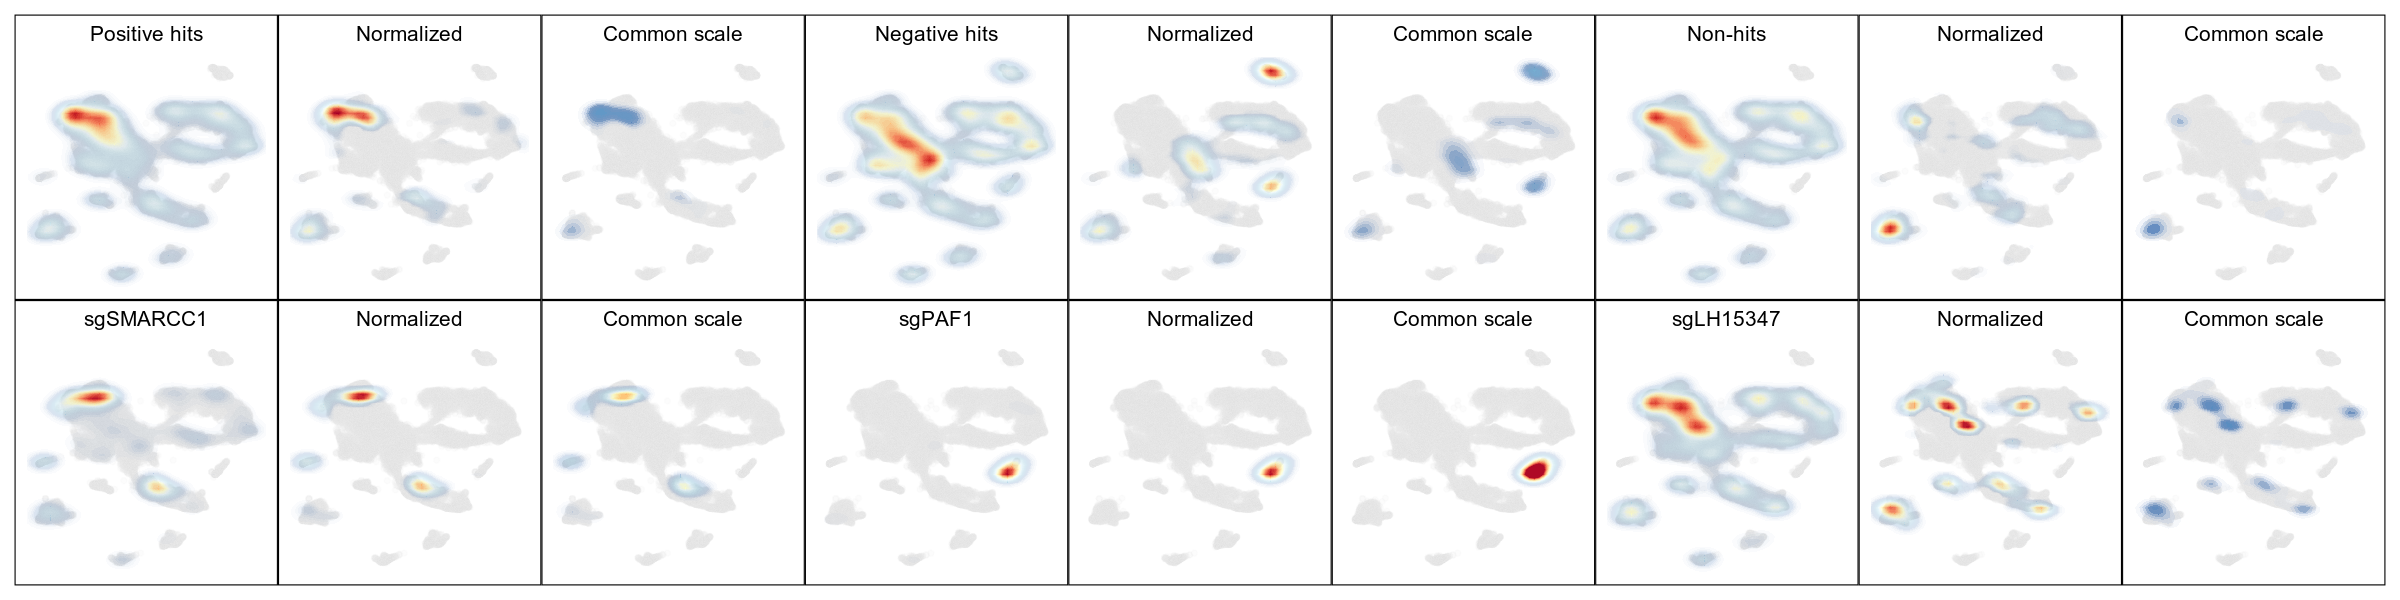 Positive hits
Normalized
Common scale
Negative hits
Normalized
Common scale
Non-hits
Normalized
Common scale
sgSMARCC1
Normalized
Common scale
sgPAF1
Normalized
Common scale
sgLH15347
Normalized
Common scale